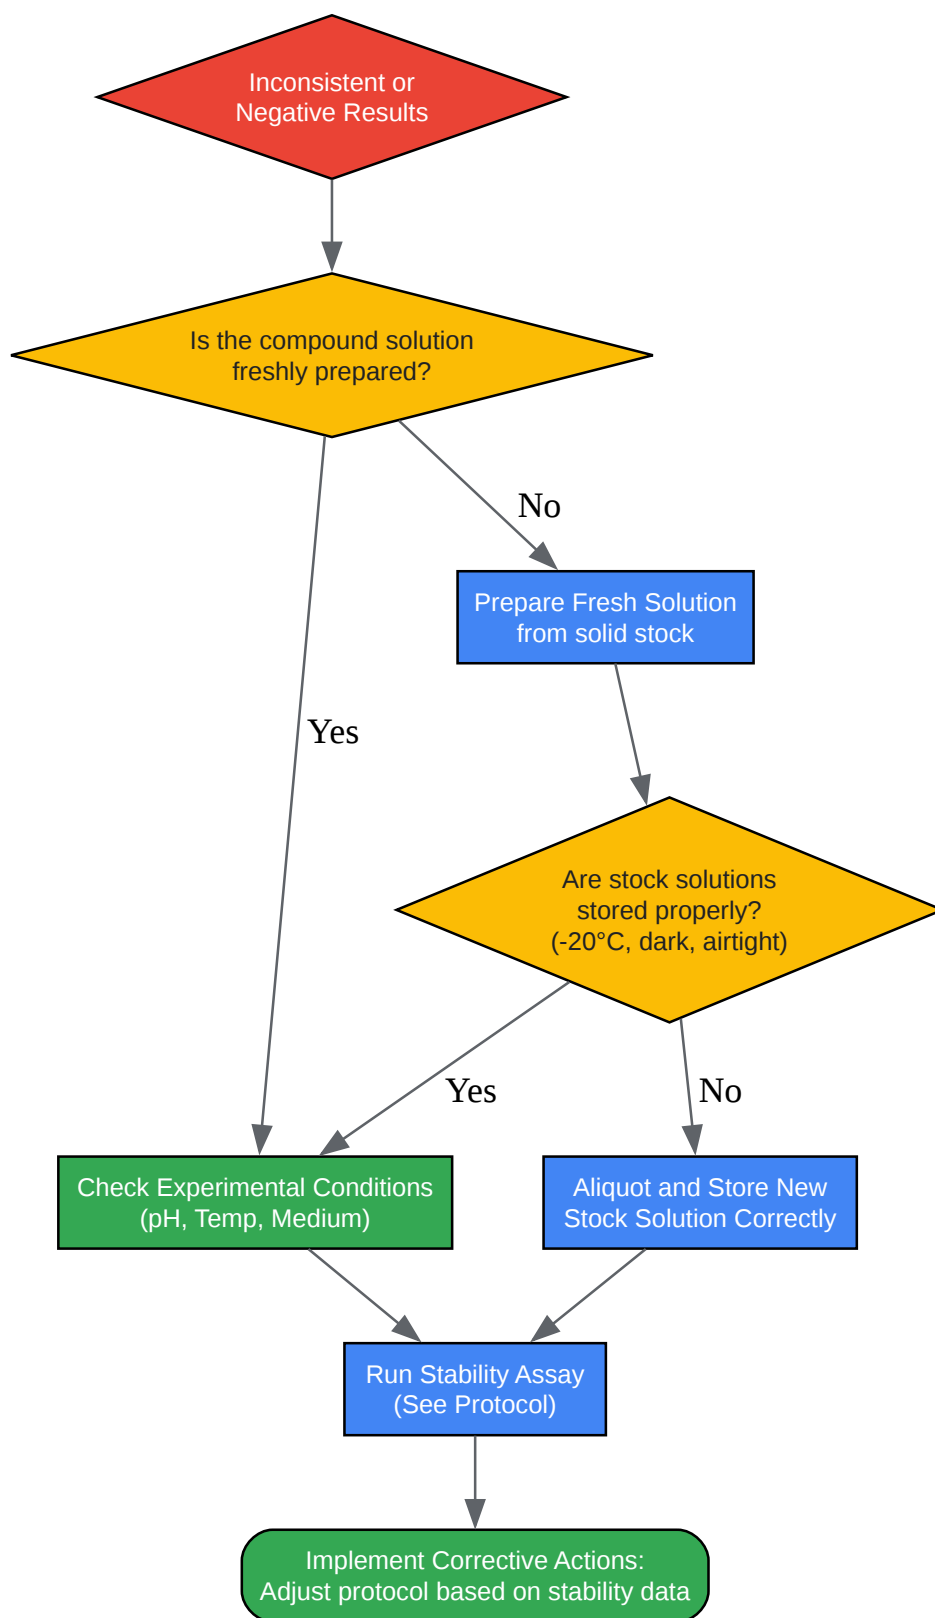 Inconsistent or
Negative Results
Is the compound solution
freshly prepared?
No
Prepare Fresh Solution
from solid stock
Yes
Are stock solutions
stored properly?
(-20°C, dark, airtight)
Yes
No
Check Experimental Conditions
(pH, Temp, Medium)
Aliquot and Store New
Stock Solution Correctly
Run Stability Assay
(See Protocol)
Implement Corrective Actions:
Adjust protocol based on stability data